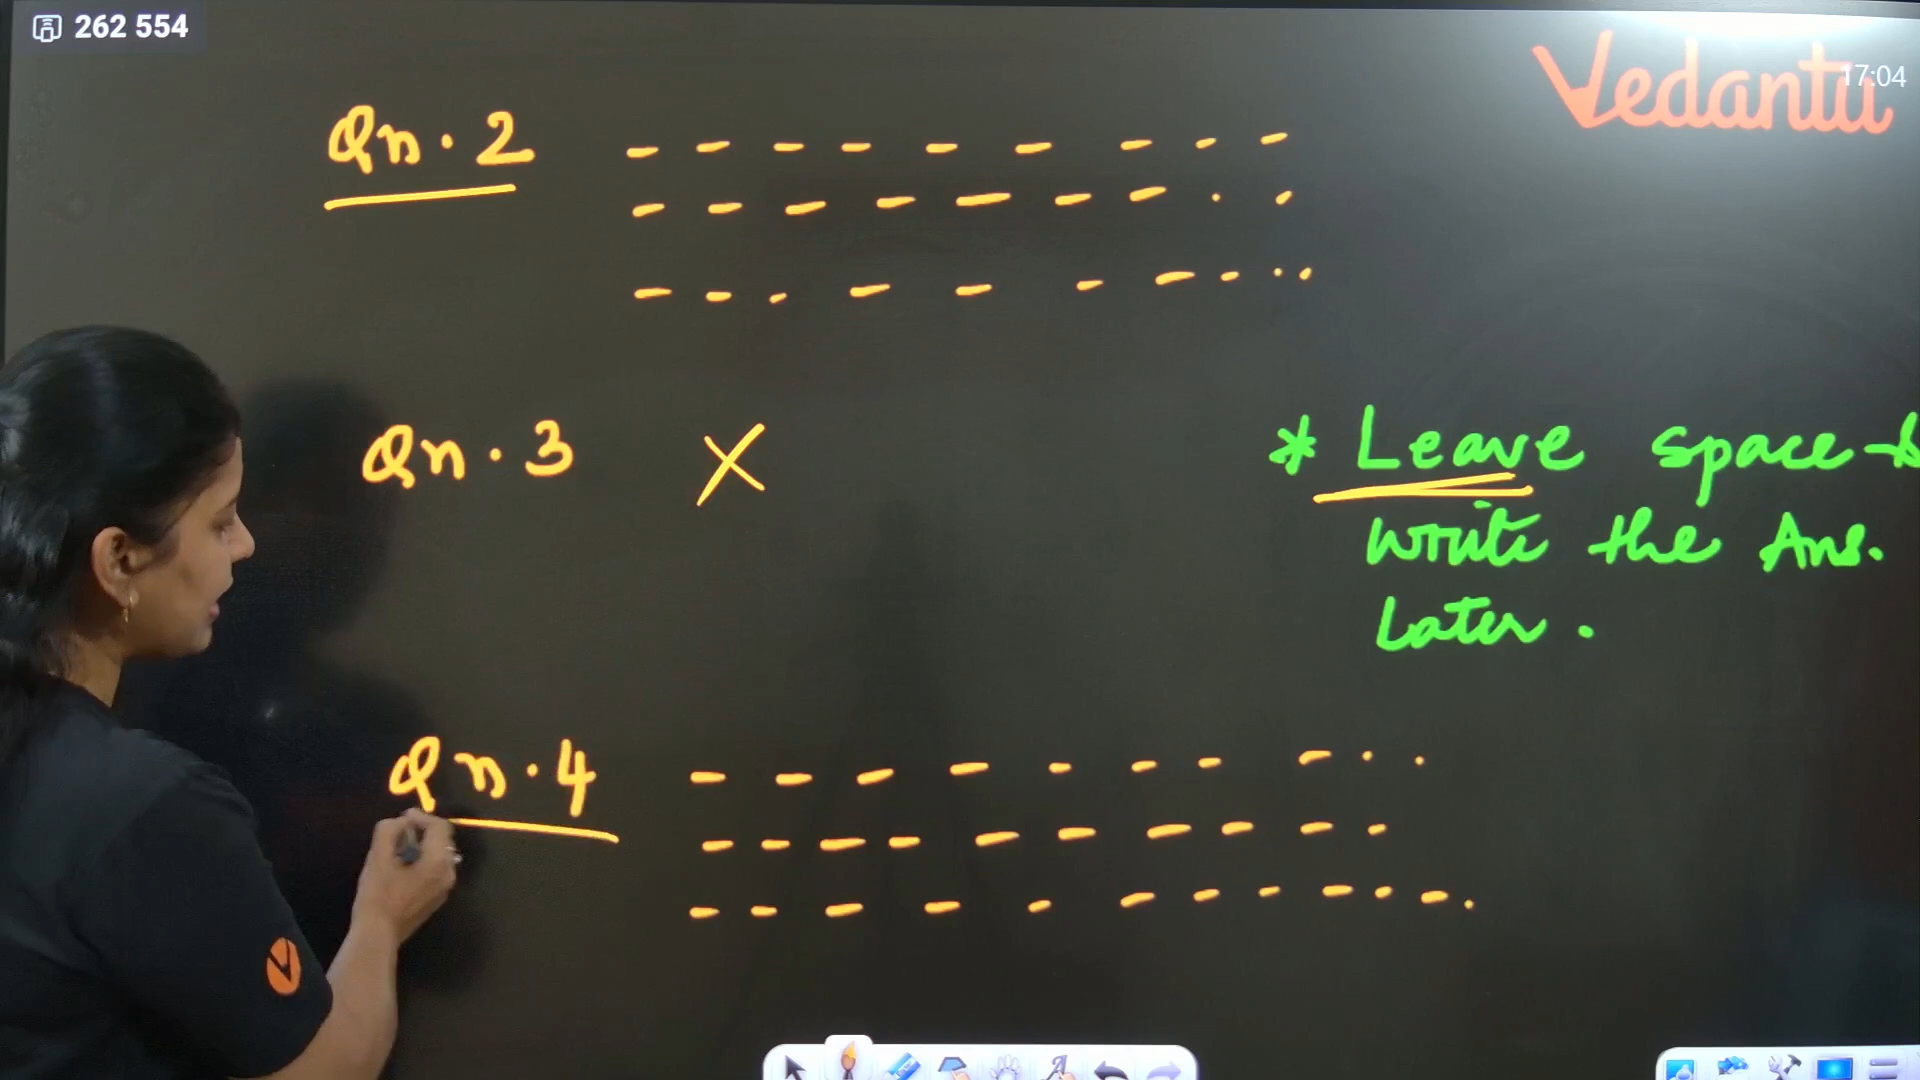 262 554
Vedantu
17:04
Qn. 2
Qn. 3 X
* Leave space
write the Ans.
Later.
Qn. 4